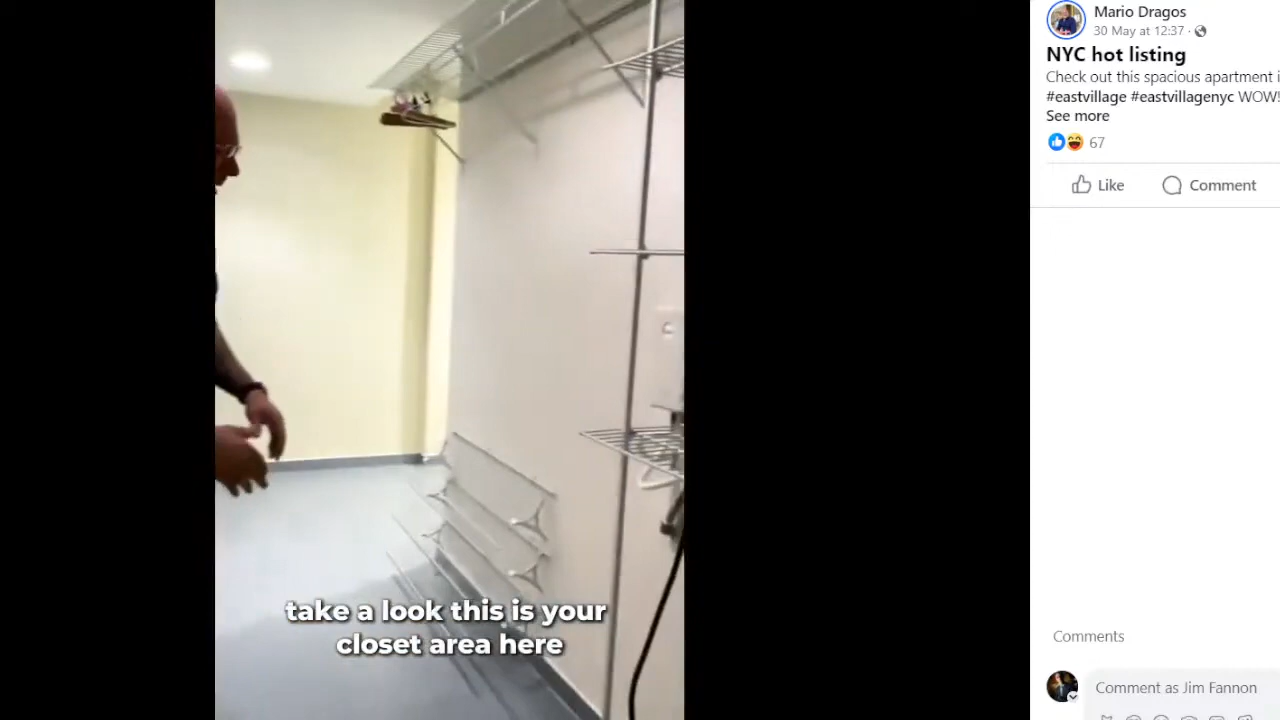 Mario Dragos
30 May at 12:37 ·
NYC hot listing
Check out this spacious apartment i
#eastvillage #eastvillagenyc WOW!
See more
67
Like
Comment
take a look this is your
closet area here
Comments
Comment as Jim Fannon